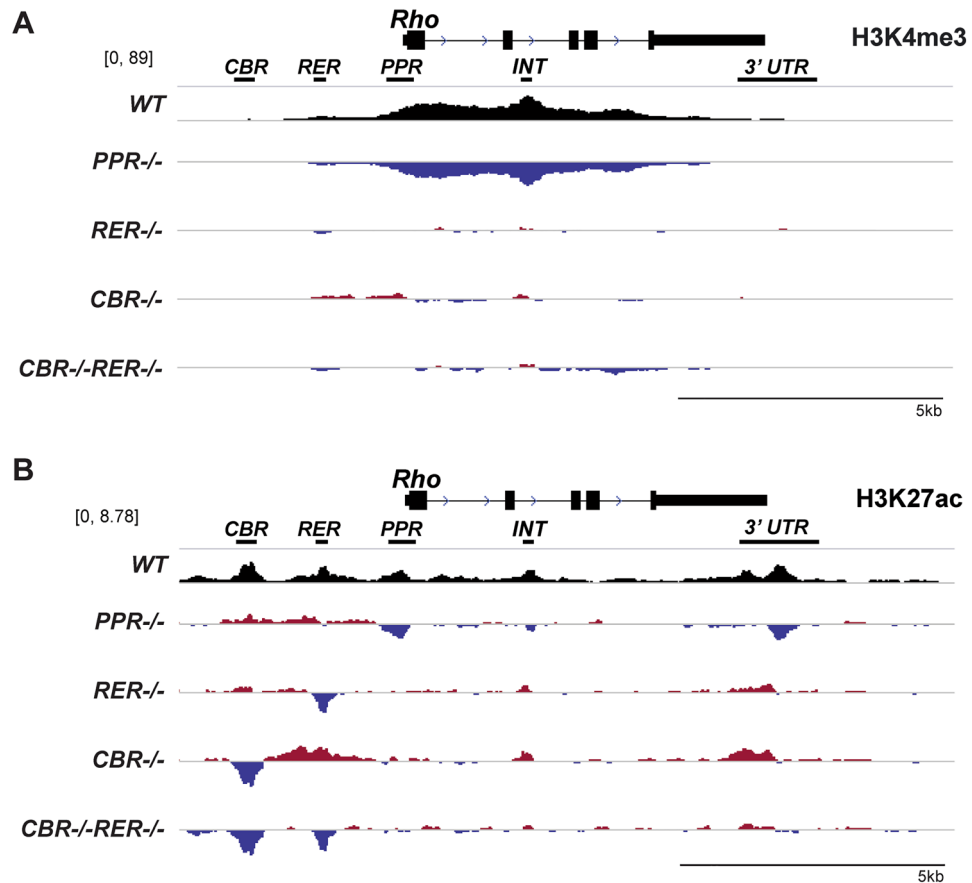 A
Rho
H3K4me3
[0, 89]
CBR RER PPR INT 3' UTR
WT
PPR-/-
RER-/-
CBR-/-
CBR-/-RER-/-
5kb
B
Rho
H3K27ac
[0, 8.78]
CBR RER PPR INT 3' UTR
WT
PPR-/-
RER-/-
CBR-/-
CBR-/-RER-/-
5kb